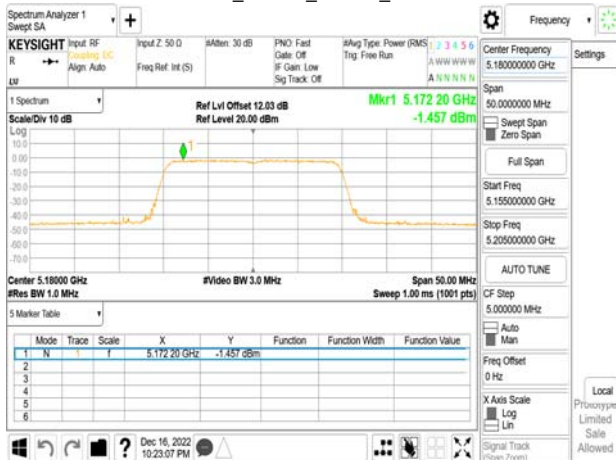 Spectrum Analyzer 1
Swept SA
Frequency
KEYSIGHT
R
Input: RF
Coupling: DC
Align: Auto
Input Z: 50 Ω
Freq Ref: Int (S)
#Atten: 30 dB
PNO: Fast
Gate: Off
IF Gain: Low
Sig Track: Off
#Avg Type: Power (RMS
Trig: Free Run
1 2 3 4 5 6
A W W W W W
A N N N N N
1 Spectrum
Scale/Div 10 dB
Ref Lvl Offset 12.03 dB
Ref Level 20.00 dBm
Mkr1 5.172 20 GHz
-1.457 dBm
Log
10.0
0.00
-10.0
-20.0
-30.0
-40.0
-50.0
-60.0
-70.0
1
Center 5.18000 GHz
#Res BW 1.0 MHz
#Video BW 3.0 MHz
Span 50.00 MHz
Sweep 1.00 ms (1001 pts)
5 Marker Table
Mode Trace Scale X Y Function Function Width Function Value
1 N 1 f 5.172 20 GHz -1.457 dBm
2
3
4
5
6
Dec 16, 2022
10:23:07 PM
Center Frequency
5.180000000 GHz
Settings
Span
50.0000000 MHz
Swept Span
Zero Span
Full Span
Start Freq
5.155000000 GHz
Stop Freq
5.205000000 GHz
AUTO TUNE
CF Step
5.000000 MHz
Auto
Man
Freq Offset
0 Hz
X Axis Scale
Log
Lin
Signal Track
(Span Zoom)
Local
Prototype
Limited
Sale
Allowed